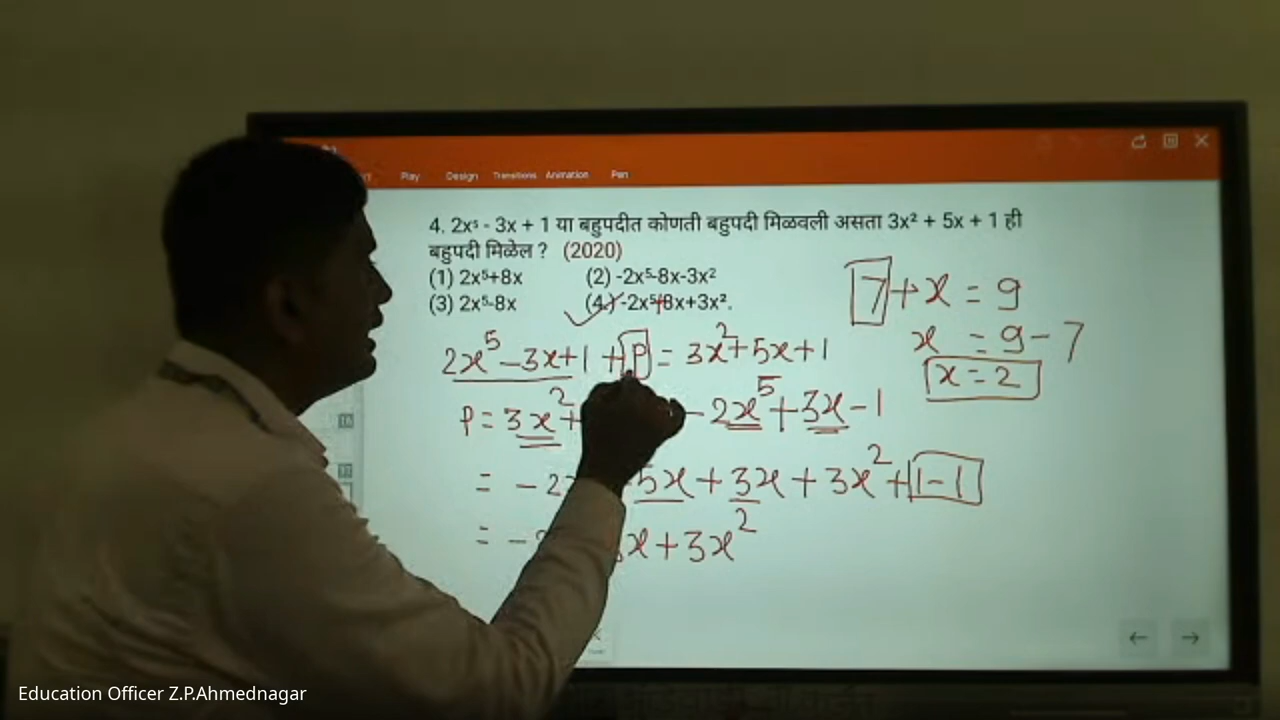 Play Design Transitions Animation Pen
4. 2x⁵ - 3x + 1 या बहुपदीत कोणती बहुपदी मिळवली असता 3x² + 5x + 1 ही
बहुपदी मिळेल ? (2020)
(1) 2x⁵+8x (2) -2x⁵-8x-3x²
(3) 2x⁵-8x (4) -2x⁵+8x+3x².
7 + x = 9
x = 9 - 7
x = 2
2x⁵ - 3x + 1 + P = 3x² + 5x + 1
P = 3x² + - 2x⁵ + 3x - 1
= - 2 5x + 3x + 3x² + 1 - 1
= - x + 3x²
Education Officer Z.P.Ahmednagar